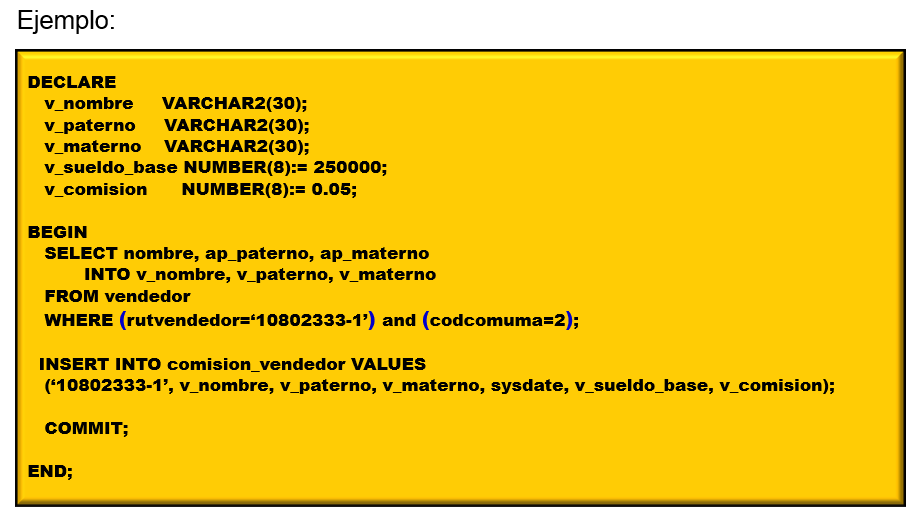 Ejemplo:
DECLARE
v_nombre VARCHAR2(30);
v_paterno VARCHAR2(30);
v_materno VARCHAR2(30);
v_sueldo_base NUMBER(8):= 250000;
v_comision NUMBER(8):= 0.05;
BEGIN
SELECT nombre, ap_paterno, ap_materno
INTO v_nombre, v_paterno, v_materno
FROM vendedor
WHERE (rutvendedor=‘10802333-1’) and (codcomuma=2);
INSERT INTO comision_vendedor VALUES
(‘10802333-1’, v_nombre, v_paterno, v_materno, sysdate, v_sueldo_base, v_comision);
COMMIT;
END;